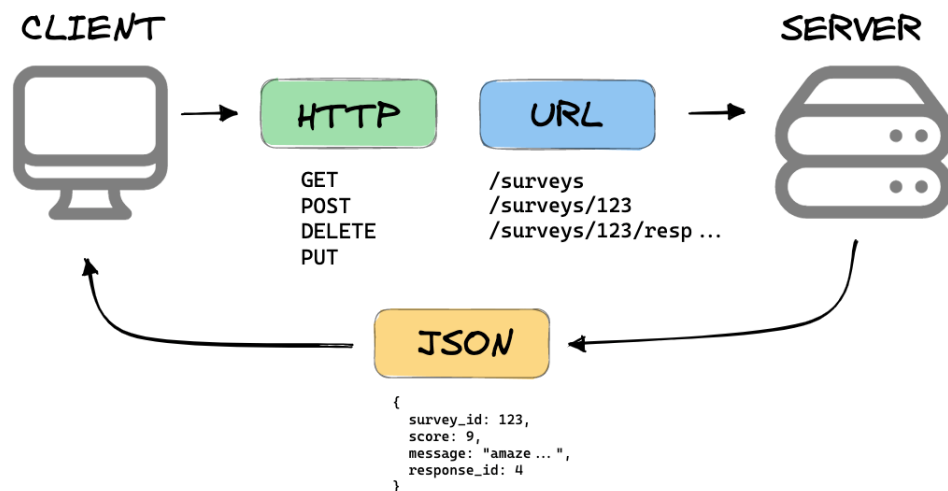 CLIENT
SERVER
HTTP
URL
GET
POST
DELETE
PUT
/surveys
/surveys/123
/surveys/123/resp...
JSON
{
survey_id: 123,
score: 9,
message: "amaze...",
response_id: 4
}